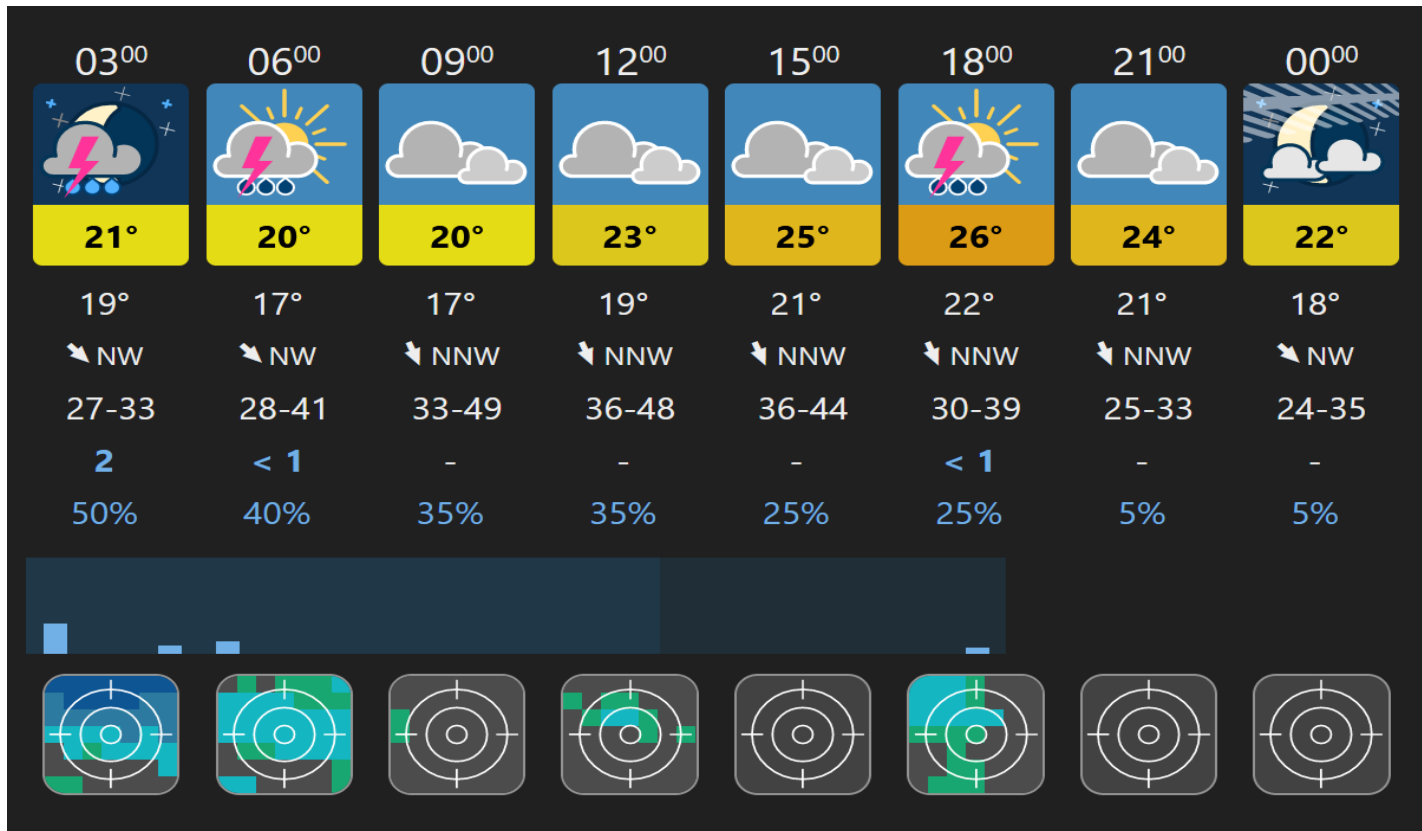 03⁰⁰ 06⁰⁰ 09⁰⁰ 12⁰⁰ 15⁰⁰ 18⁰⁰ 21⁰⁰ 00⁰⁰
21° 20° 20° 23° 25° 26° 24° 22°
19° 17° 17° 19° 21° 22° 21° 18°
NW NW NNW NNW NNW NNW NNW NW
27-33 28-41 33-49 36-48 36-44 30-39 25-33 24-35
2 < 1 - - - < 1 - -
50% 40% 35% 35% 25% 25% 5% 5%